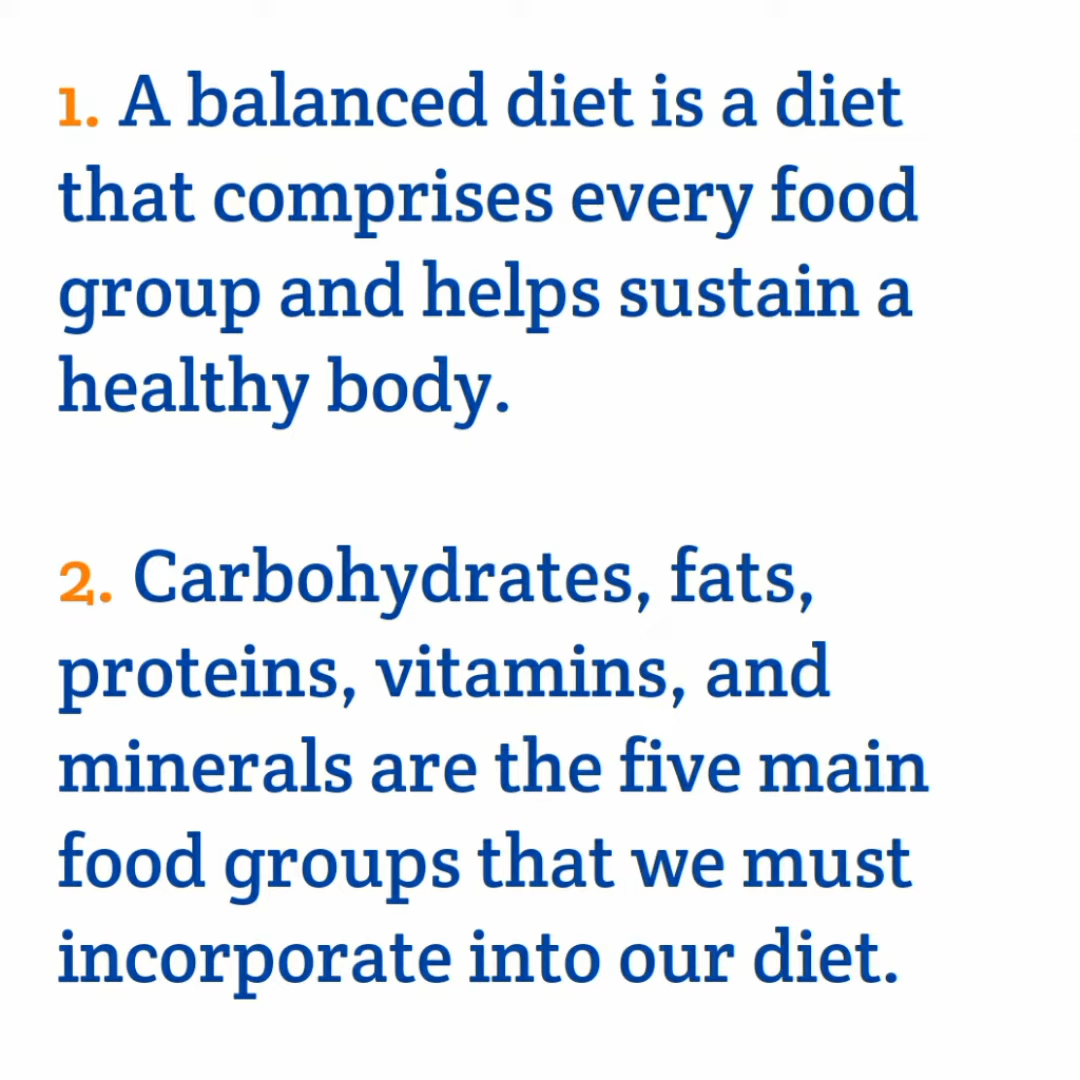 1. A balanced diet is a diet
that comprises every food
group and helps sustain a
healthy body.
2. Carbohydrates, fats,
proteins, vitamins, and
minerals are the five main
food groups that we must
incorporate into our diet.